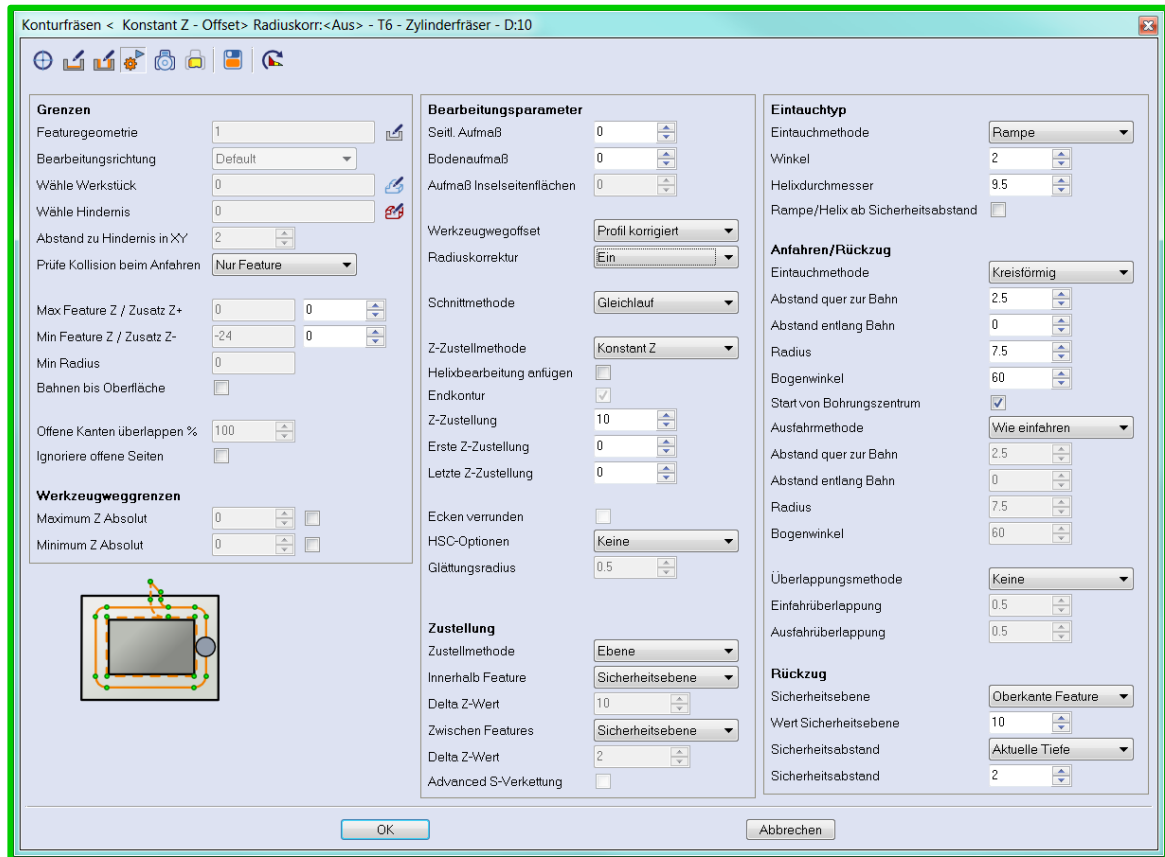 Konturfräsen < Konstant Z - Offset> Radiuskorr:<Aus> - T6 - Zylinderfräser - D:10
Grenzen
Featuregeometrie 1
Bearbeitungsrichtung Default
Wähle Werkstück 0
Wähle Hindernis 0
Abstand zu Hindernis in XY 2
Prüfe Kollision beim Anfahren Nur Feature
Max Feature Z / Zusatz Z+ 0 0
Min Feature Z / Zusatz Z- -24 0
Min Radius 0
Bahnen bis Oberfläche
Offene Kanten überlappen % 100
Ignoriere offene Seiten
Werkzeugweggrenzen
Maximum Z Absolut 0
Minimum Z Absolut 0
Bearbeitungsparameter
Seitl. Aufmaß 0
Bodenaufmaß 0
Aufmaß Inselseitenflächen 0
Werkzeugwegoffset Profil korrigiert
Radiuskorrektur Ein
Schnittmethode Gleichlauf
Z-Zustellmethode Konstant Z
Helixbearbeitung anfügen
Endkontur
Z-Zustellung 10
Erste Z-Zustellung 0
Letzte Z-Zustellung 0
Ecken verrunden
HSC-Optionen Keine
Glättungsradius 0.5
Zustellung
Zustellmethode Ebene
Innerhalb Feature Sicherheitsebene
Delta Z-Wert 10
Zwischen Features Sicherheitsebene
Delta Z-Wert 2
Advanced S-Verkettung
Eintauchtyp
Eintauchmethode Rampe
Winkel 2
Helixdurchmesser 9.5
Rampe/Helix ab Sicherheitsabstand
Anfahren/Rückzug
Eintauchmethode Kreisförmig
Abstand quer zur Bahn 2.5
Abstand entlang Bahn 0
Radius 7.5
Bogenwinkel 60
Start von Bohrungszentrum
Ausfahrmethode Wie einfahren
Abstand quer zur Bahn 2.5
Abstand entlang Bahn 0
Radius 7.5
Bogenwinkel 60
Überlappungsmethode Keine
Einfahrüberlappung 0.5
Ausfahrüberlappung 0.5
Rückzug
Sicherheitsebene Oberkante Feature
Wert Sicherheitsebene 10
Sicherheitsabstand Aktuelle Tiefe
Sicherheitsabstand 2
OK
Abbrechen